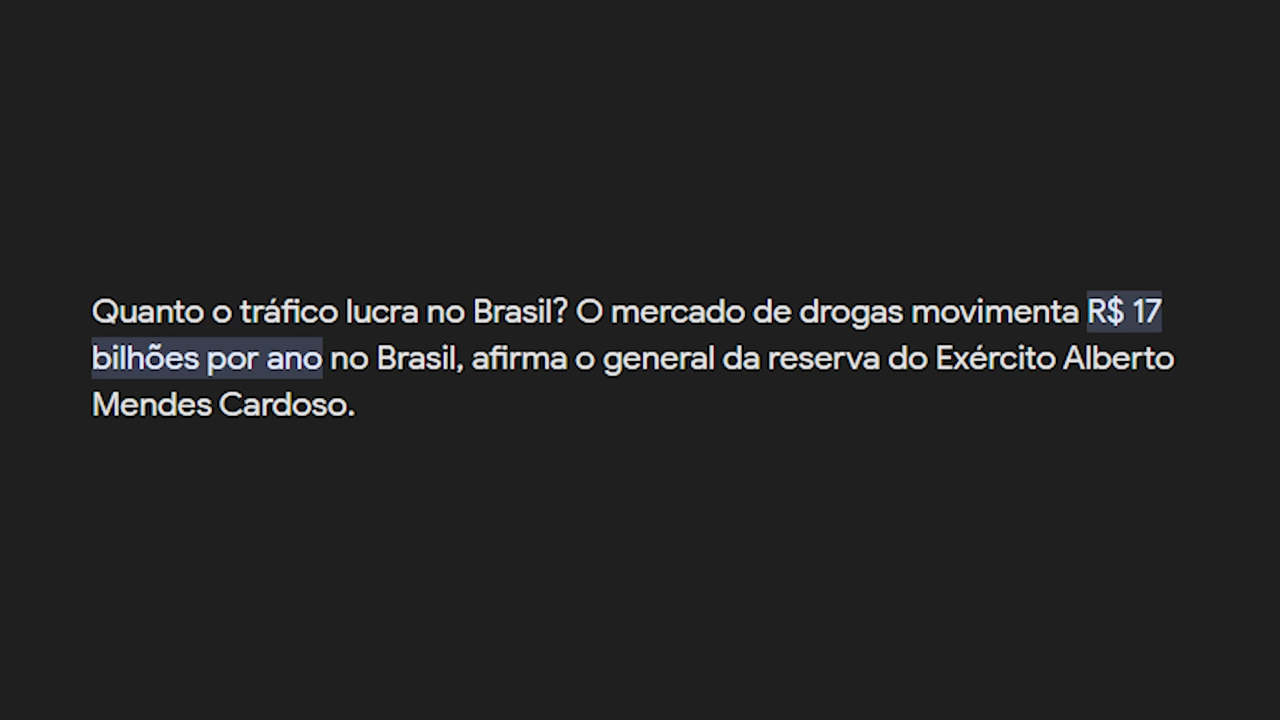 Quanto o tráfico lucra no Brasil? O mercado de drogas movimenta R$ 17
bilhões por ano no Brasil, afirma o general da reserva do Exército Alberto
Mendes Cardoso.